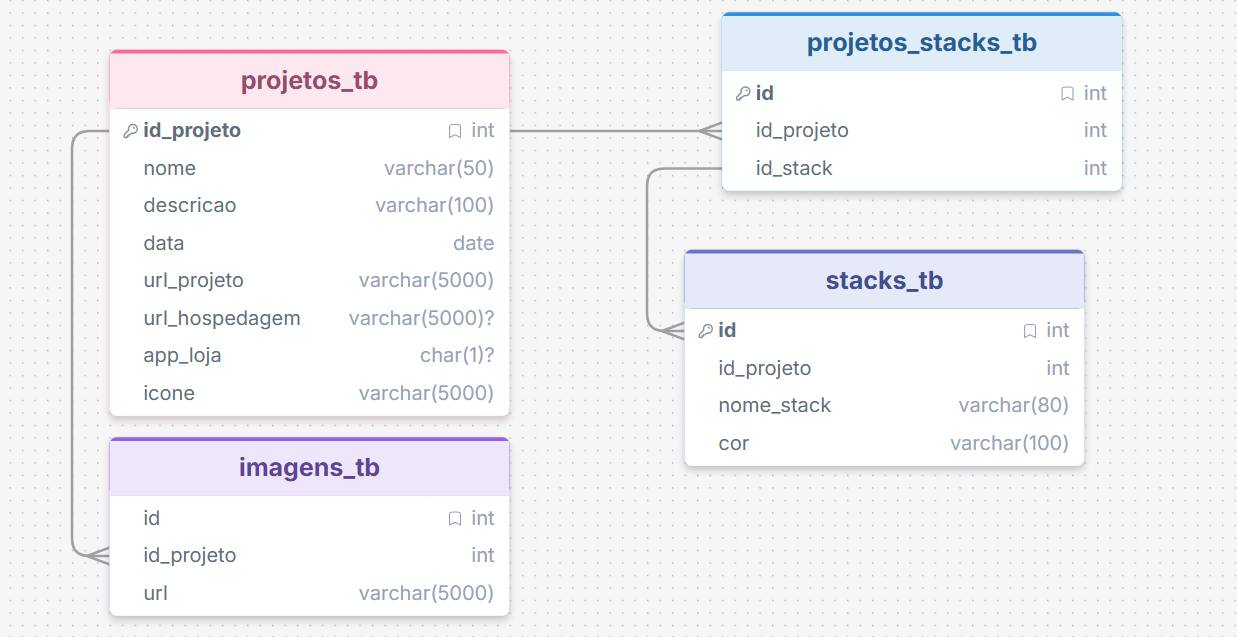 projetos_tb
id_projeto int
nome varchar(50)
descricao varchar(100)
data date
url_projeto varchar(5000)
url_hospedagem varchar(5000)?
app_loja char(1)?
icone varchar(5000)
imagens_tb
id int
id_projeto int
url varchar(5000)
projetos_stacks_tb
id int
id_projeto int
id_stack int
stacks_tb
id int
id_projeto int
nome_stack varchar(80)
cor varchar(100)